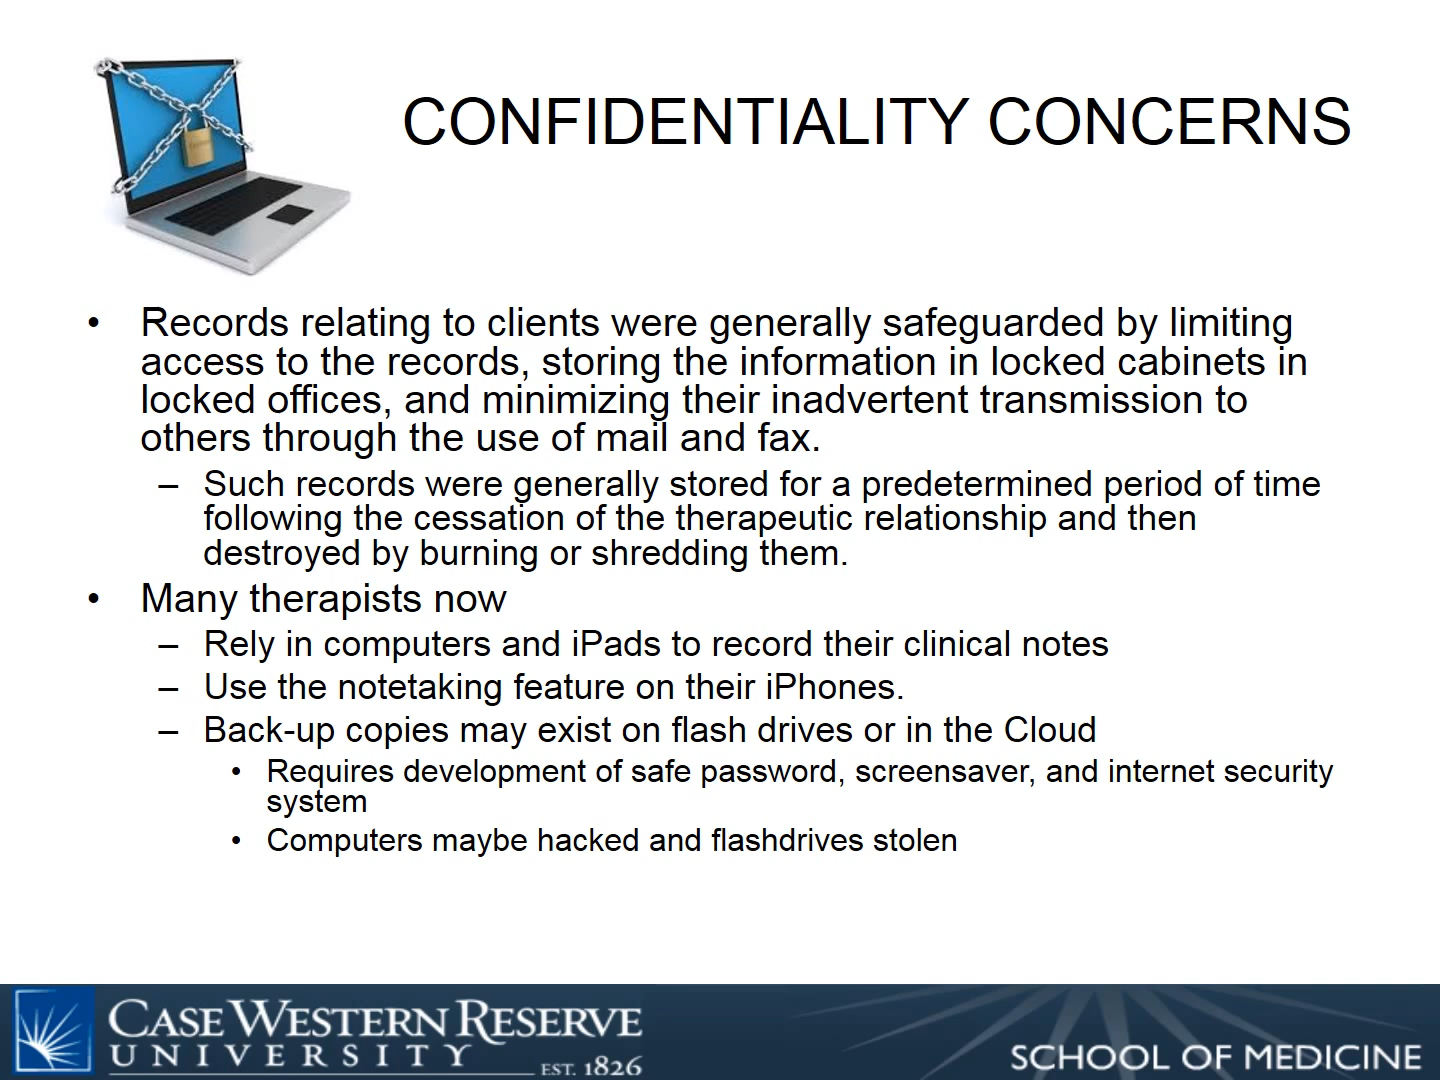 CONFIDENTIALITY CONCERNS
• Records relating to clients were generally safeguarded by limiting
access to the records, storing the information in locked cabinets in
locked offices, and minimizing their inadvertent transmission to
others through the use of mail and fax.
– Such records were generally stored for a predetermined period of time
following the cessation of the therapeutic relationship and then
destroyed by burning or shredding them.
• Many therapists now
– Rely in computers and iPads to record their clinical notes
– Use the notetaking feature on their iPhones.
– Back-up copies may exist on flash drives or in the Cloud
• Requires development of safe password, screensaver, and internet security
system
• Computers maybe hacked and flashdrives stolen
CASE WESTERN RESERVE
UNIVERSITY
EST. 1826
SCHOOL OF MEDICINE